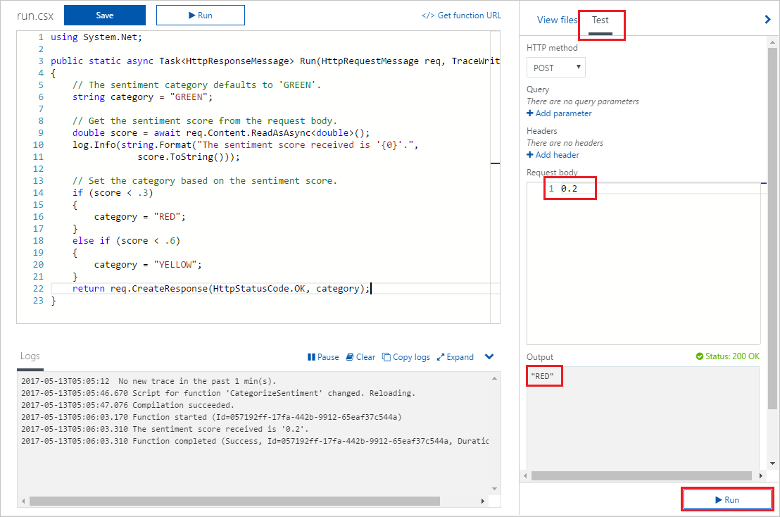 run.csx
Save
Run
</> Get function URL
1 using System.Net;
2
3 public static async Task<HttpResponseMessage> Run(HttpRequestMessage req, TraceWrit
4 {
5 // The sentiment category defaults to 'GREEN'.
6 string category = "GREEN";
7
8 // Get the sentiment score from the request body.
9 double score = await req.Content.ReadAsAsync<double>();
10 log.Info(string.Format("The sentiment score received is '{0}'.",
11 score.ToString()));
12
13 // Set the category based on the sentiment score.
14 if (score < .3)
15 {
16 category = "RED";
17 }
18 else if (score < .6)
19 {
20 category = "YELLOW";
21 }
22 return req.CreateResponse(HttpStatusCode.OK, category);
23 }
Logs
Pause
Clear
Copy logs
Expand
2017-05-13T05:05:12 No new trace in the past 1 min(s).
2017-05-13T05:05:46.670 Script for function 'CategorizeSentiment' changed. Reloading.
2017-05-13T05:05:47.076 Compilation succeeded.
2017-05-13T05:06:03.170 Function started (Id=057192ff-17fa-442b-9912-65eaf37c544a)
2017-05-13T05:06:03.310 The sentiment score received is '0.2'.
2017-05-13T05:06:03.310 Function completed (Success, Id=057192ff-17fa-442b-9912-65eaf37c544a, Duratio
View files
Test
HTTP method
POST
Query
There are no query parameters
+ Add parameter
Headers
There are no headers
+ Add header
Request body
1 0.2
Output
Status: 200 OK
"RED"
Run